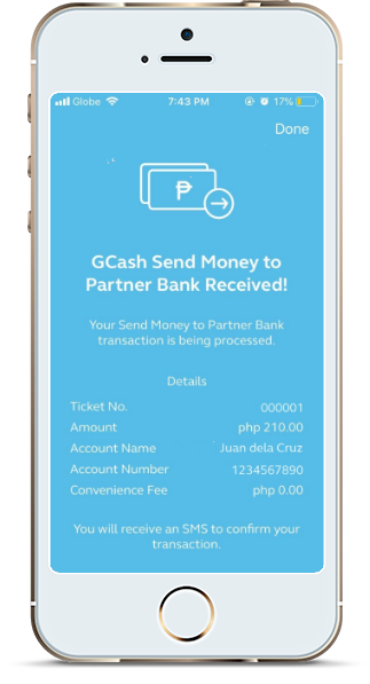 Globe 7:43 PM 17%
Done
₱
GCash Send Money to
Partner Bank Received!
Your Send Money to Partner Bank
transaction is being processed.
Details
Ticket No. 000001
Amount php 210.00
Account Name Juan dela Cruz
Account Number 1234567890
Convenience Fee php 0.00
You will receive an SMS to confirm your
transaction.